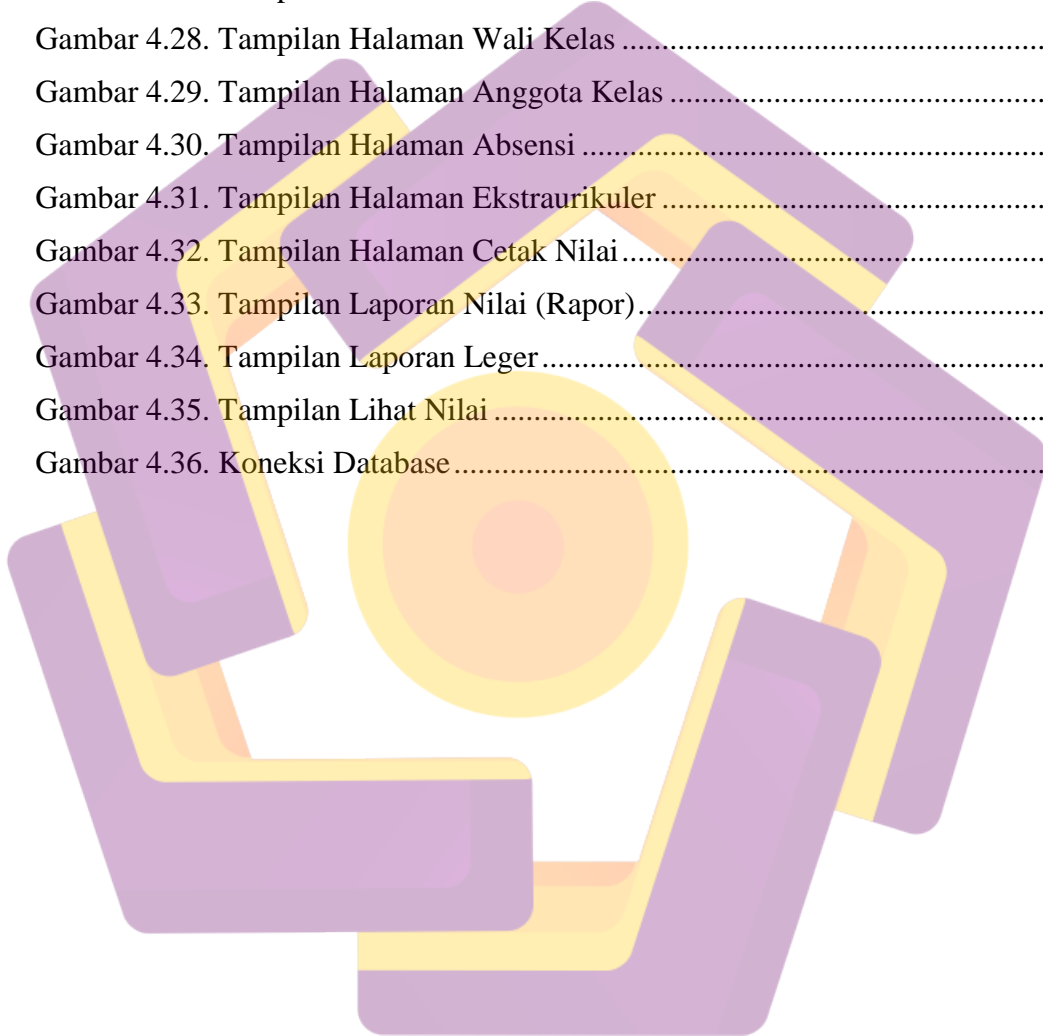 Gambar 4.28. Tampilan Halaman Wali Kelas ....................................................
Gambar 4.29. Tampilan Halaman Anggota Kelas ..............................................
Gambar 4.30. Tampilan Halaman Absensi .........................................................
Gambar 4.31. Tampilan Halaman Ekstraurikuler ...............................................
Gambar 4.32. Tampilan Halaman Cetak Nilai ....................................................
Gambar 4.33. Tampilan Laporan Nilai (Rapor) ..................................................
Gambar 4.34. Tampilan Laporan Leger ..............................................................
Gambar 4.35. Tampilan Lihat Nilai ....................................................................
Gambar 4.36. Koneksi Database .........................................................................